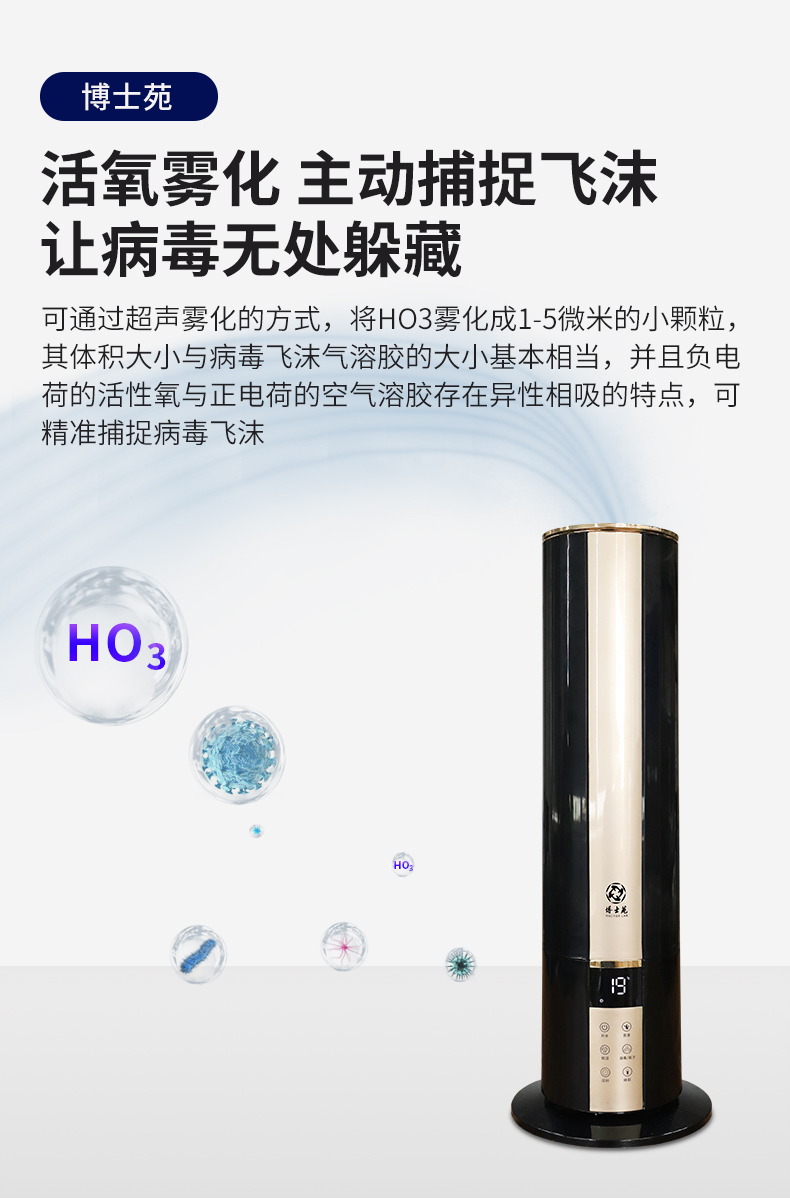 博士苑
活氧雾化 主动捕捉飞沫
让病毒无处躲藏
可通过超声雾化的方式，将HO3雾化成1-5微米的小颗粒，
其体积大小与病毒飞沫气溶胶的大小基本相当，并且负电
荷的活性氧与正电荷的空气溶胶存在异性相吸的特点，可
精准捕捉病毒飞沫
HO₃
HO₃
博士苑
19